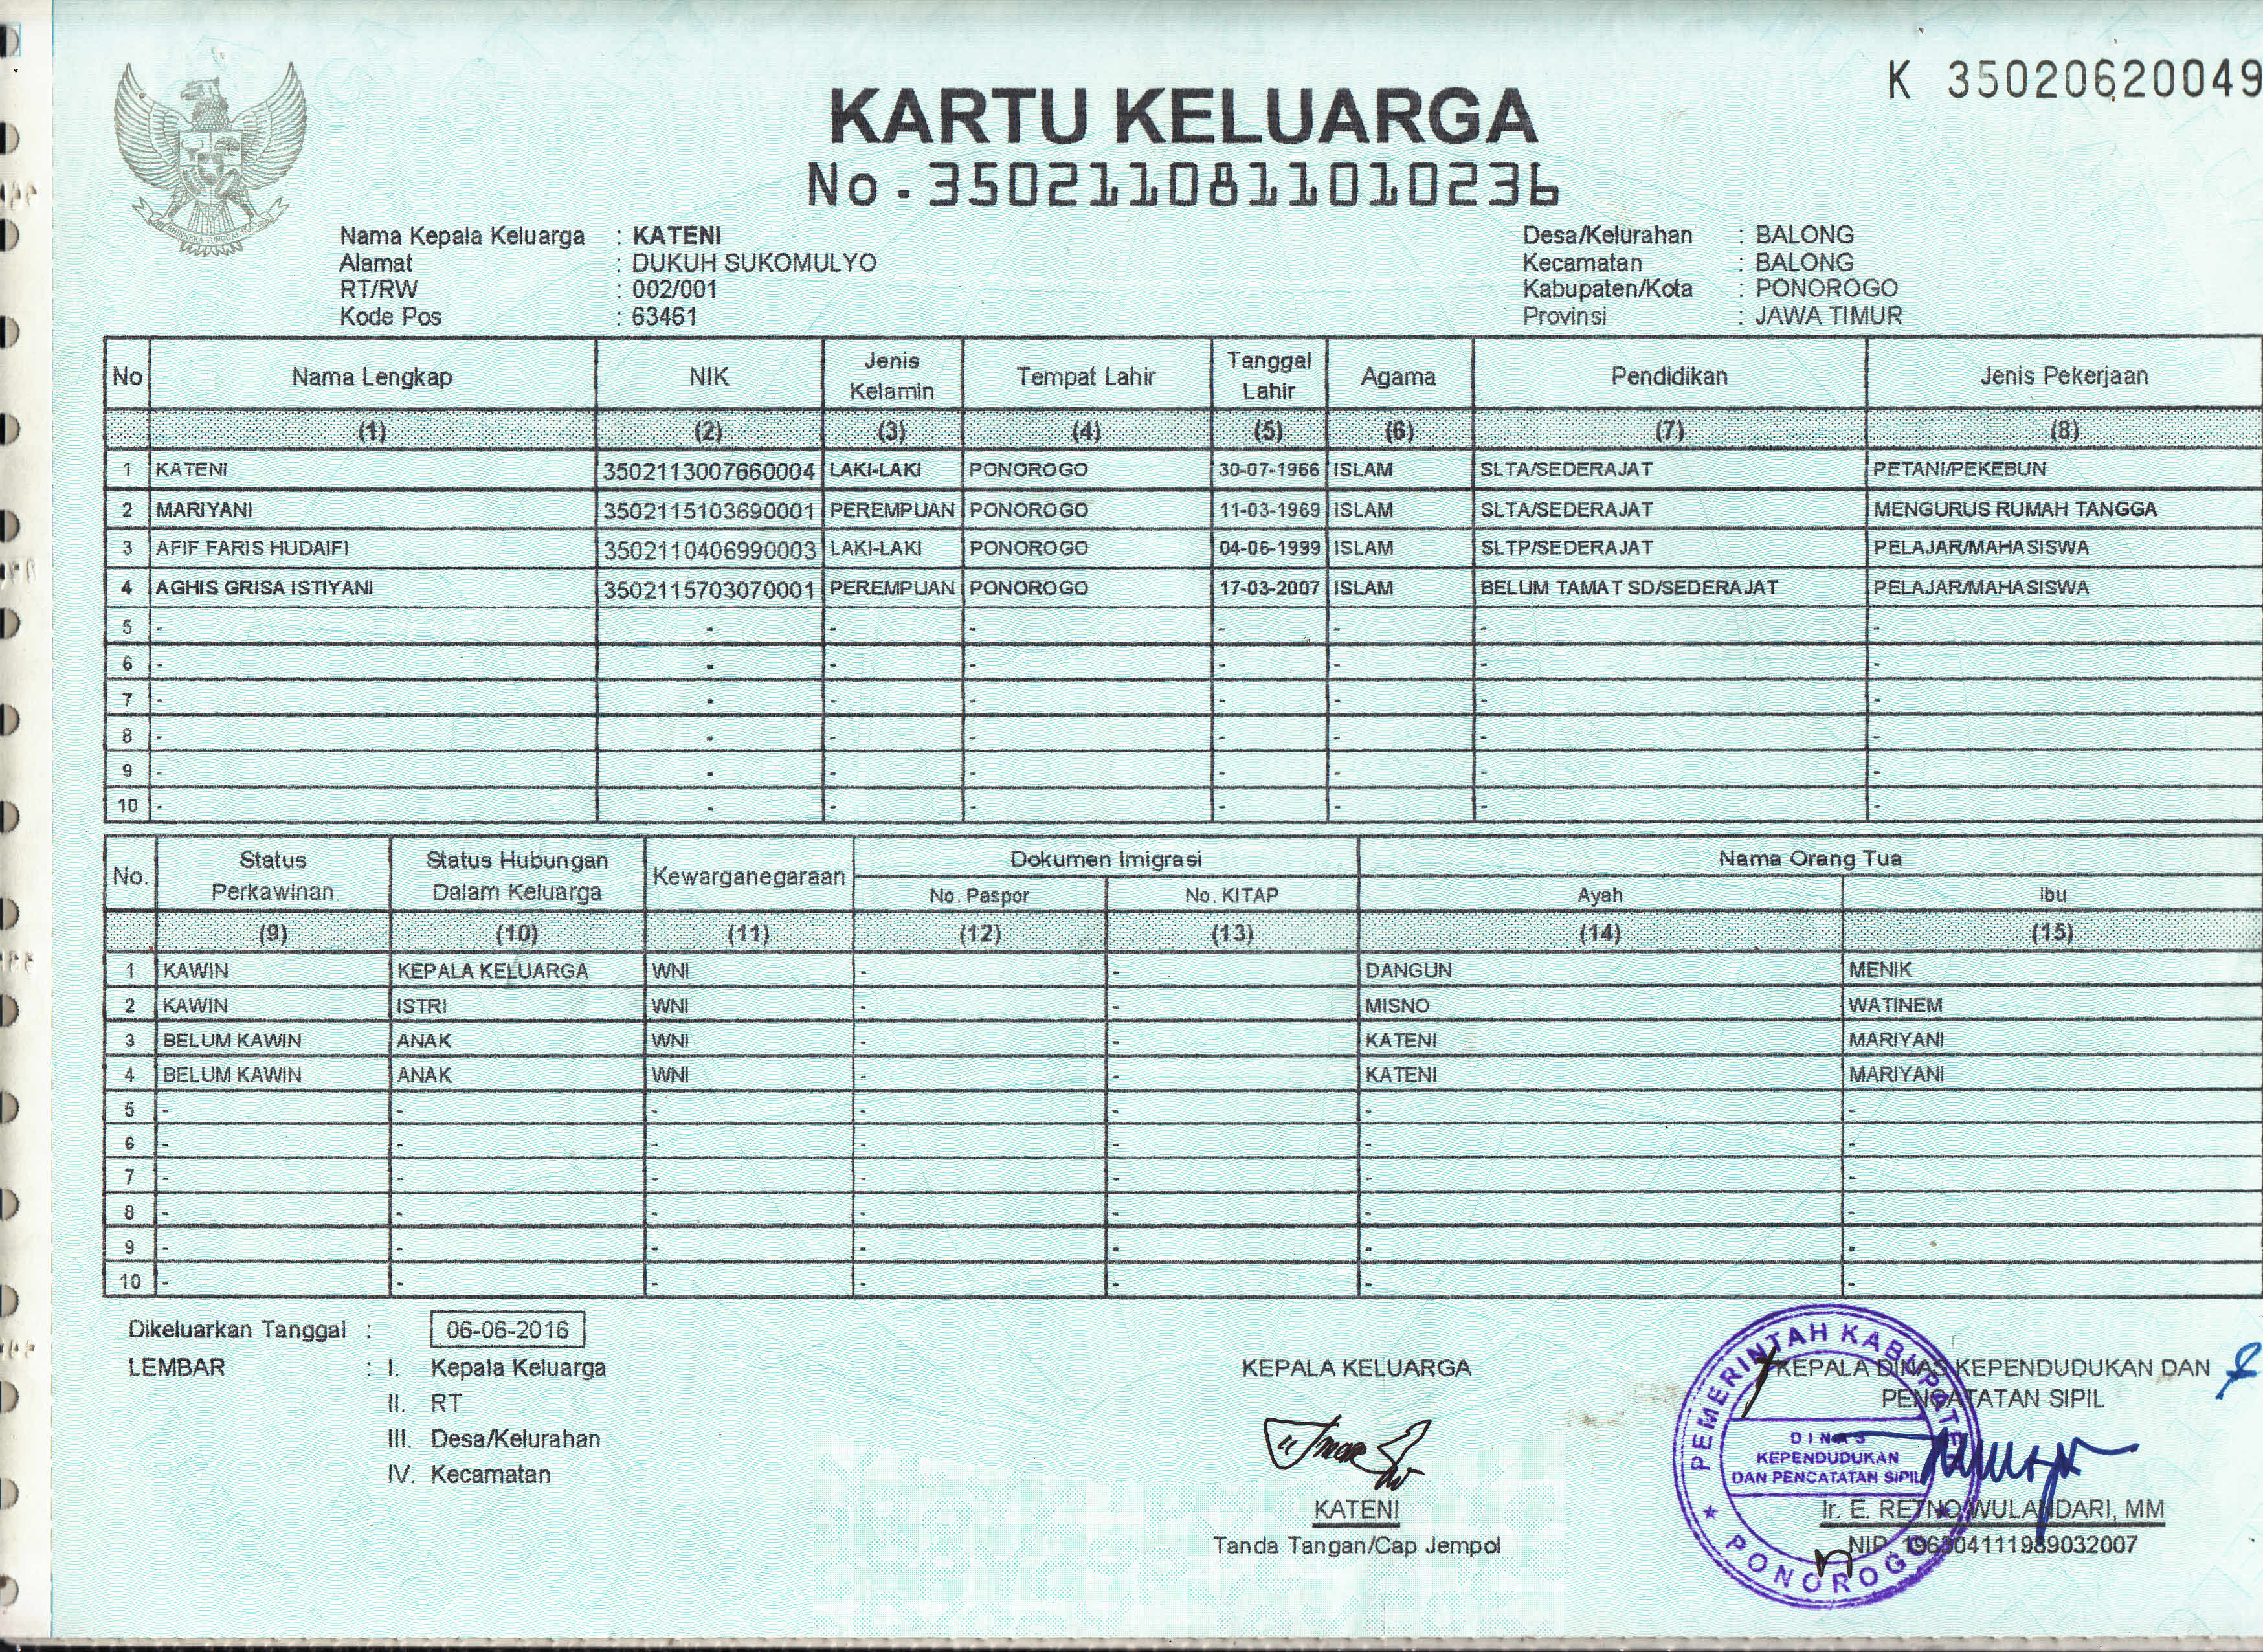 K 35020620049
KARTU KELUARGA
No. 3502110811010236
Nama Kepala Keluarga : KATENI
Alamat : DUKUH SUKOMULYO
RT/RW : 002/001
Kode Pos : 63461
Desa/Kelurahan : BALONG
Kecamatan : BALONG
Kabupaten/Kota : PONOROGO
Provinsi : JAWA TIMUR
No Nama Lengkap NIK Jenis Kelamin Tempat Lahir Tanggal Lahir Agama Pendidikan Jenis Pekerjaan
(1) (2) (3) (4) (5) (6) (7) (8)
1 KATENI 3502113007660004 LAKI-LAKI PONOROGO 30-07-1966 ISLAM SLTA/SEDERAJAT PETANI/PEKEBUN
2 MARIYANI 3502115103690001 PEREMPUAN PONOROGO 11-03-1969 ISLAM SLTA/SEDERAJAT MENGURUS RUMAH TANGGA
3 AFIF FARIS HUDAIFI 3502110406990003 LAKI-LAKI PONOROGO 04-06-1999 ISLAM SLTP/SEDERAJAT PELAJAR/MAHASISWA
4 AGHIS GRISA ISTIYANI 3502115703070001 PEREMPUAN PONOROGO 17-03-2007 ISLAM BELUM TAMAT SD/SEDERAJAT PELAJAR/MAHASISWA
5 - - - - - - - -
6 - - - - - - - -
7 - - - - - - - -
8 - - - - - - - -
9 - - - - - - - -
10 - - - - - - - -
No. Status Perkawinan Status Hubungan Dalam Keluarga Kewarganegaraan Dokumen Imigrasi Nama Orang Tua
No. Paspor No. KITAP Ayah Ibu
(9) (10) (11) (12) (13) (14) (15)
1 KAWIN KEPALA KELUARGA WNI - - DANGUN MENIK
2 KAWIN ISTRI WNI - - MISNO WATINEM
3 BELUM KAWIN ANAK WNI - - KATENI MARIYANI
4 BELUM KAWIN ANAK WNI - - KATENI MARIYANI
5 - - - - - - -
6 - - - - - - -
7 - - - - - - -
8 - - - - - - -
9 - - - - - - -
10 - - - - - - -
Dikeluarkan Tanggal : 06-06-2016
LEMBAR : I. Kepala Keluarga
II. RT
III. Desa/Kelurahan
IV. Kecamatan
KEPALA KELUARGA
KATENI
Tanda Tangan/Cap Jempol
KEPALA DINAS KEPENDUDUKAN DAN
PENCATATAN SIPIL
Ir. E. RETNO WULANDARI, MM
NIP. 196304111989032007
PEMERINTAH KABUPATEN
DINAS
KEPENDUDUKAN
DAN PENCATATAN SIPIL
PONOROGO